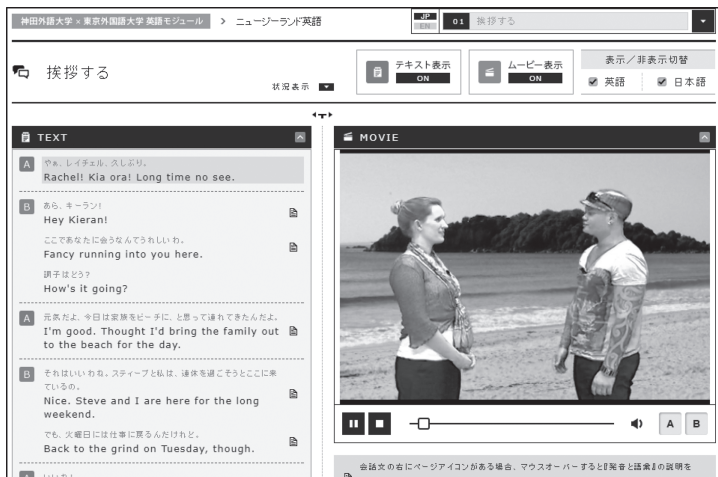 神田外語大学 × 東京外国語大学 英語モジュール > ニュージーランド英語
JP
EN
01 挨拶する
挨拶する
状況表示
テキスト表示
ON
ムービー表示
ON
表示／非表示切替
英語 日本語
TEXT
A やぁ、レイチェル、久しぶり。
Rachel! Kia ora! Long time no see.
B あら、キーラン!
Hey Kieran!
ここであなたに会うなんてうれしいわ。
Fancy running into you here.
調子はどう?
How's it going?
A 元気だよ、今日は家族をビーチに、と思って連れてきたんだよ。
I'm good. Thought I'd bring the family out
to the beach for the day.
B それはいいわね。スティーブと私は、連休を過ごそうとここに来
ているの。
Nice. Steve and I are here for the long
weekend.
でも、火曜日には仕事に戻るんだけれど。
Back to the grind on Tuesday, though.
MOVIE
A B
会話文の右にページアイコンがある場合、マウスオーバーすると『発音と語彙』の説明を